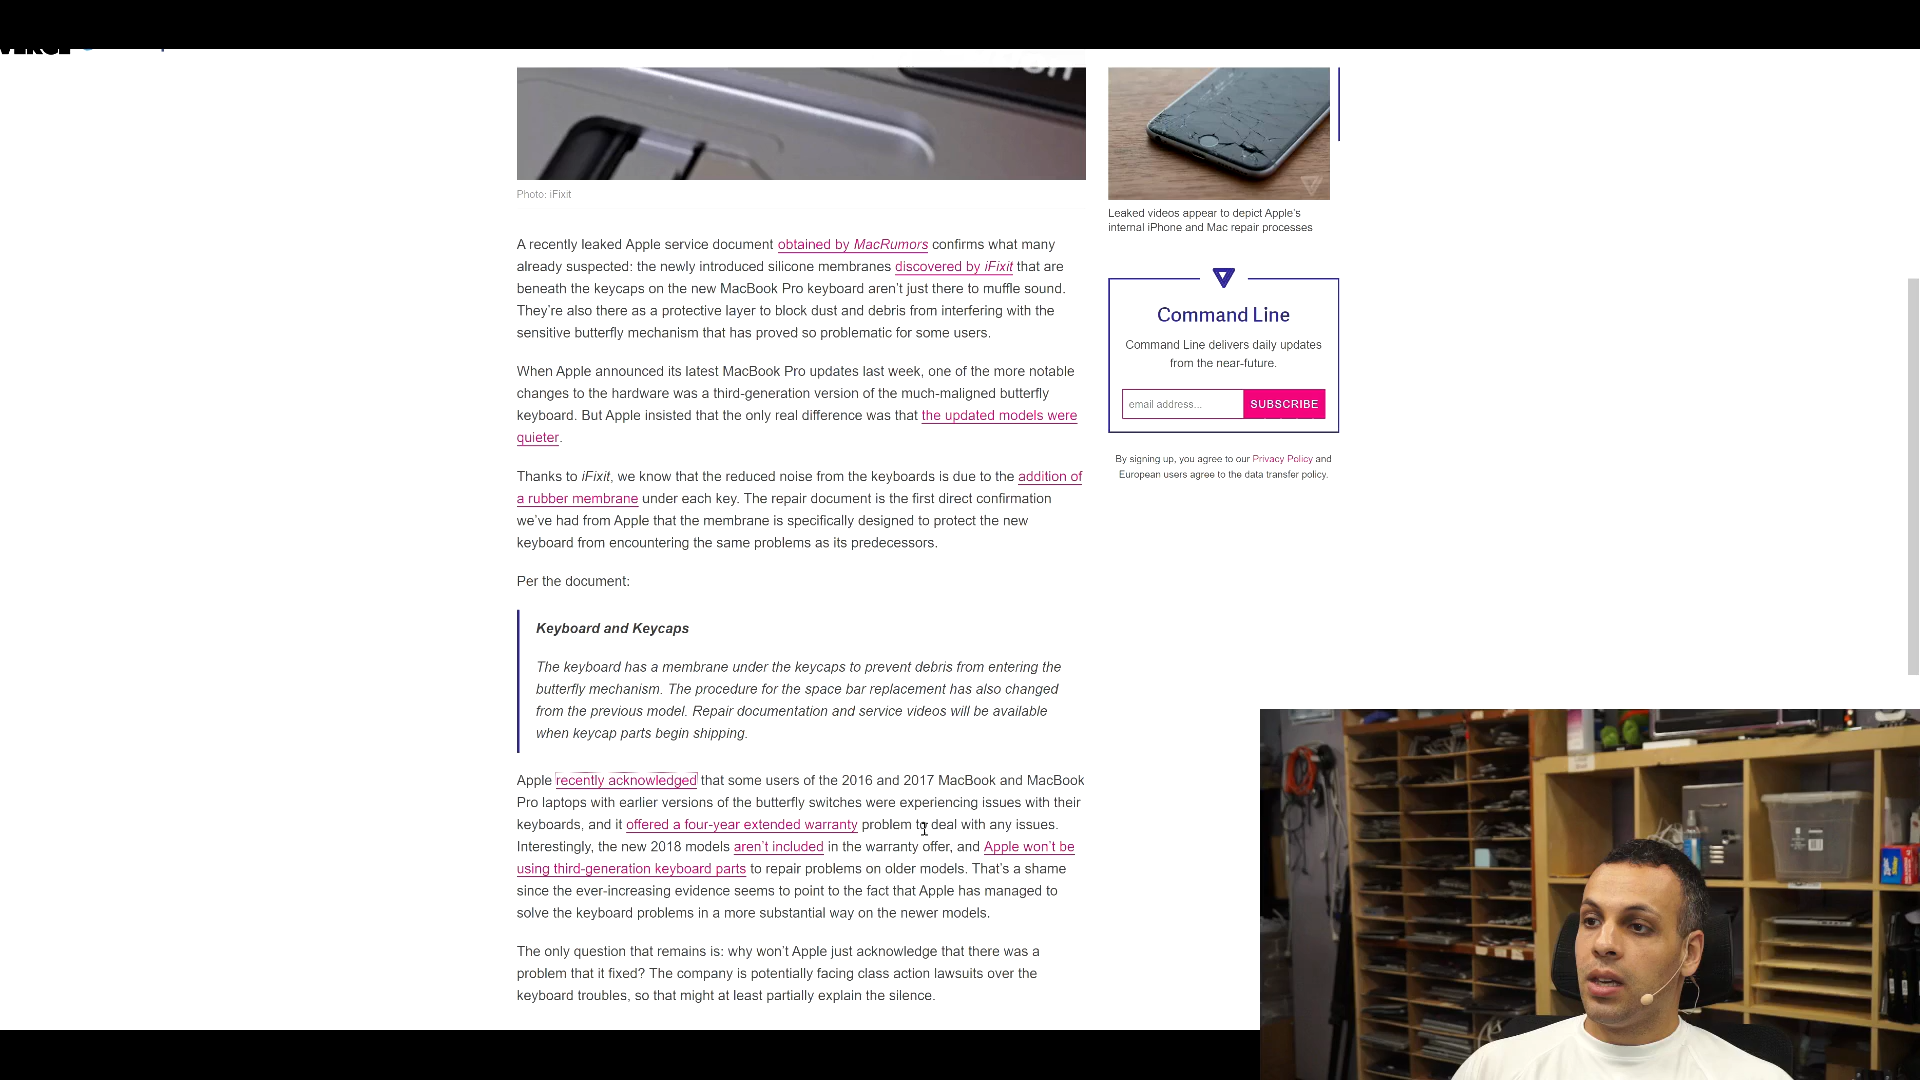 Photo: iFixit
A recently leaked Apple service document obtained by MacRumors confirms what many
already suspected: the newly introduced silicone membranes discovered by iFixit that are
beneath the keycaps on the new MacBook Pro keyboard aren’t just there to muffle sound.
They’re also there as a protective layer to block dust and debris from interfering with the
sensitive butterfly mechanism that has proved so problematic for some users.
When Apple announced its latest MacBook Pro updates last week, one of the more notable
changes to the hardware was a third-generation version of the much-maligned butterfly
keyboard. But Apple insisted that the only real difference was that the updated models were
quieter.
Thanks to iFixit, we know that the reduced noise from the keyboards is due to the addition of
a rubber membrane under each key. The repair document is the first direct confirmation
we’ve had from Apple that the membrane is specifically designed to protect the new
keyboard from encountering the same problems as its predecessors.
Per the document:
Keyboard and Keycaps
The keyboard has a membrane under the keycaps to prevent debris from entering the
butterfly mechanism. The procedure for the space bar replacement has also changed
from the previous model. Repair documentation and service videos will be available
when keycap parts begin shipping.
Apple recently acknowledged that some users of the 2016 and 2017 MacBook and MacBook
Pro laptops with earlier versions of the butterfly switches were experiencing issues with their
keyboards, and it offered a four-year extended warranty problem to deal with any issues.
Interestingly, the new 2018 models aren’t included in the warranty offer, and Apple won’t be
using third-generation keyboard parts to repair problems on older models. That’s a shame
since the ever-increasing evidence seems to point to the fact that Apple has managed to
solve the keyboard problems in a more substantial way on the newer models.
The only question that remains is: why won’t Apple just acknowledge that there was a
problem that it fixed? The company is potentially facing class action lawsuits over the
keyboard troubles, so that might at least partially explain the silence.
Leaked videos appear to depict Apple’s
internal iPhone and Mac repair processes
Command Line
Command Line delivers daily updates
from the near-future.
email address... SUBSCRIBE
By signing up, you agree to our Privacy Policy and
European users agree to the data transfer policy.